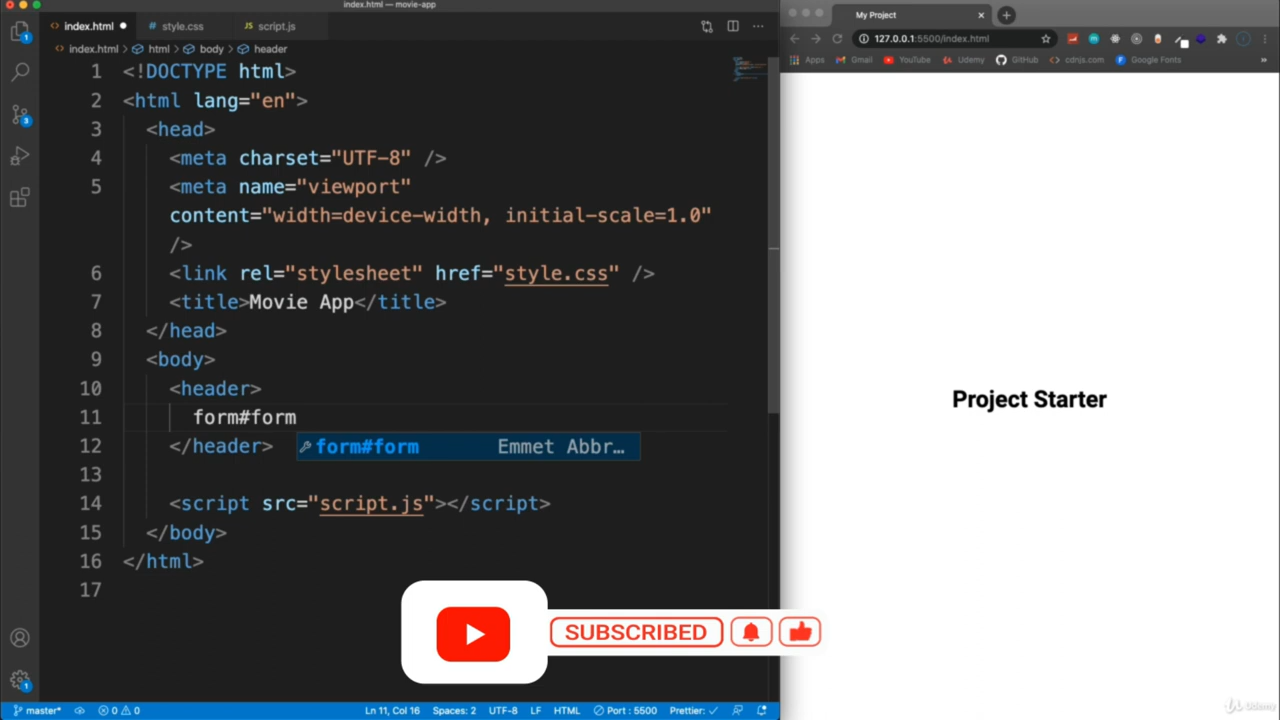 index.html — movie-app
index.html
style.css
script.js
index.html > html > body > header
1 <!DOCTYPE html>
2 <html lang="en">
3 <head>
4 <meta charset="UTF-8" />
5 <meta name="viewport"
content="width=device-width, initial-scale=1.0"
/>
6 <link rel="stylesheet" href="style.css" />
7 <title>Movie App</title>
8 </head>
9 <body>
10 <header>
11 form#form
form#form Emmet Abbr…
12 </header>
13
14 <script src="script.js"></script>
15 </body>
16 </html>
17
1
3
1
master*
0 0
Ln 11, Col 16
Spaces: 2
UTF-8
LF
HTML
Port : 5500
Prettier: ✓
My Project
127.0.0.1:5500/index.html
Apps
Gmail
YouTube
Udemy
GitHub
cdnjs.com
Google Fonts
»
Project Starter
SUBSCRIBED
Udemy